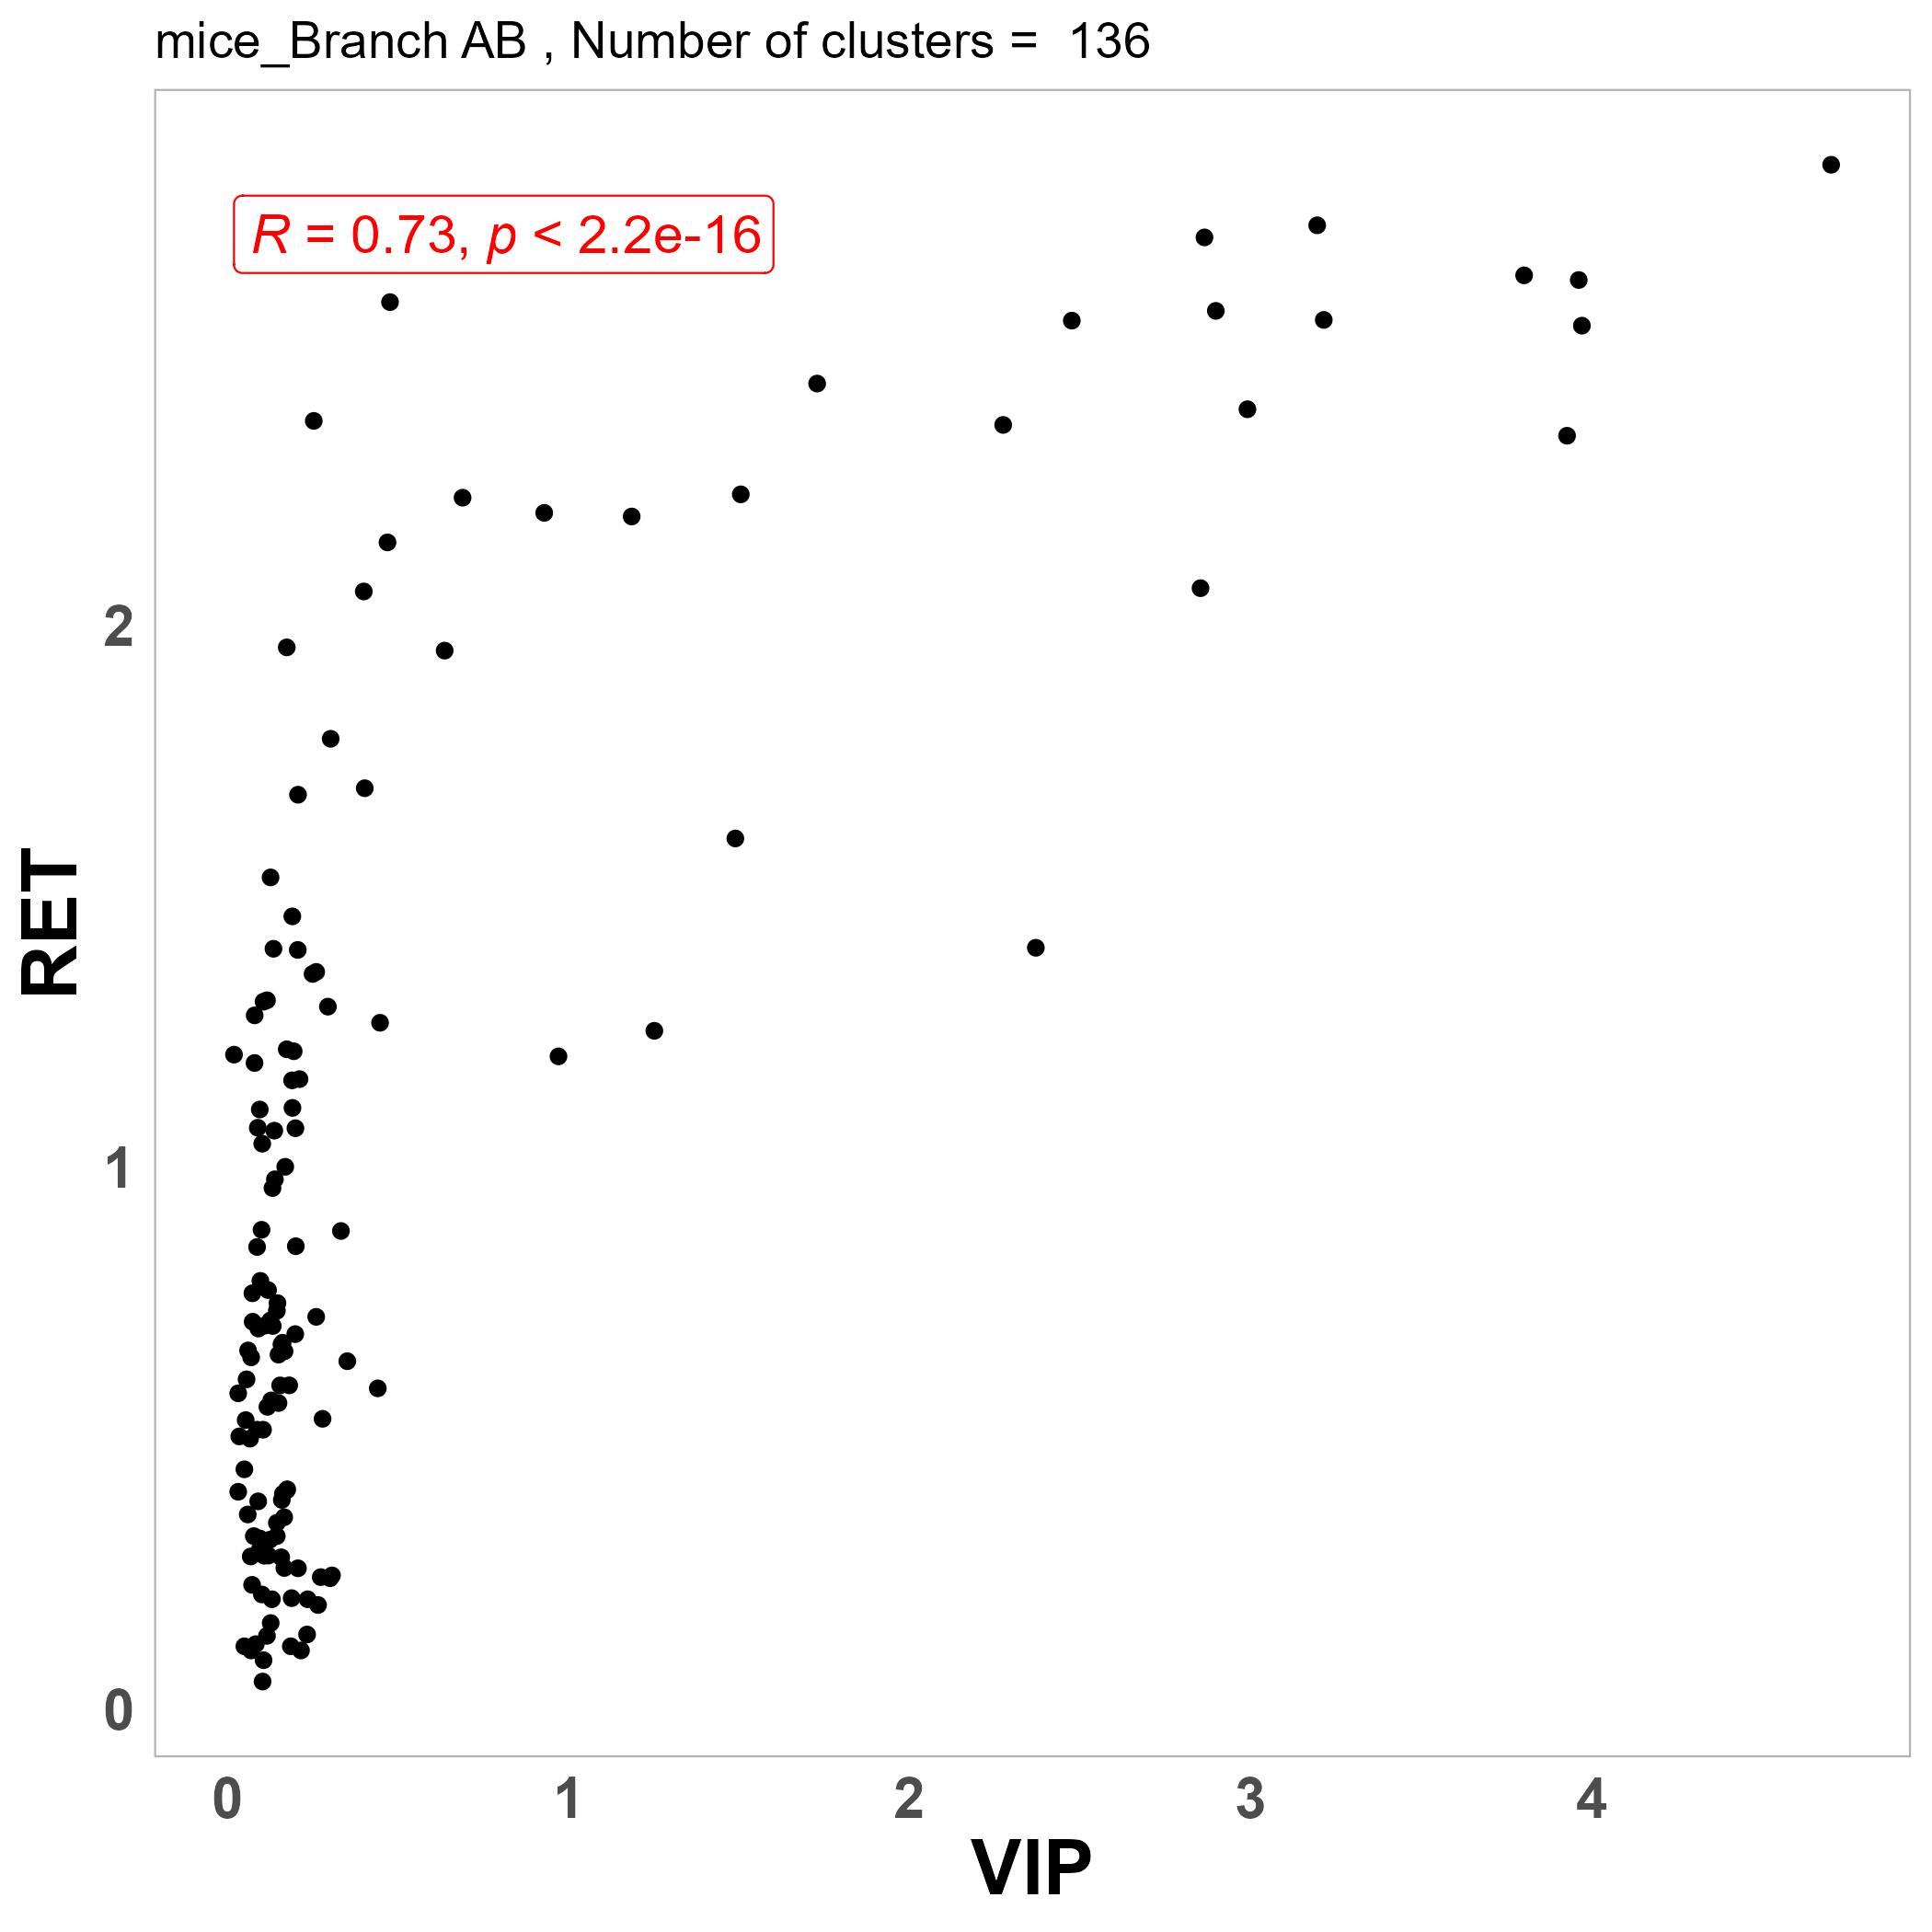 mice_Branch AB , Number of clusters =  136
R = 0.73, p < 2.2e-16
RET
2
1
0
0 1 2 3 4
VIP